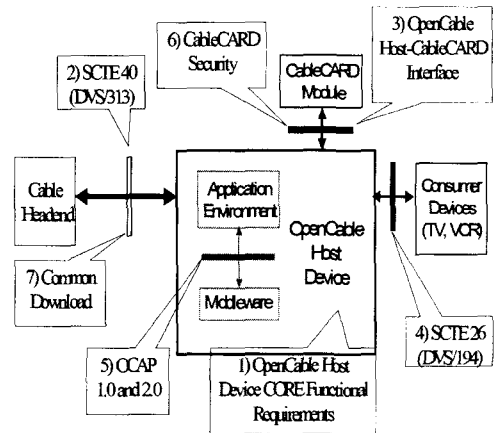 6) CableCARD
Security
3) OpenCable
Host-CableCARD
Interface
2) SCTE 40
(DVS/313)
CableCARD
Module
Cable
Headend
Application
Environment
OpenCable
Host
Device
Consumer
Devices
(TV, VCR)
7) Common
Download
Middleware
5) OCAP
1.0 and 2.0
1) OpenCable Host
Device CORE Functional
Requirements
4) SCTE 26
(DVS/194)